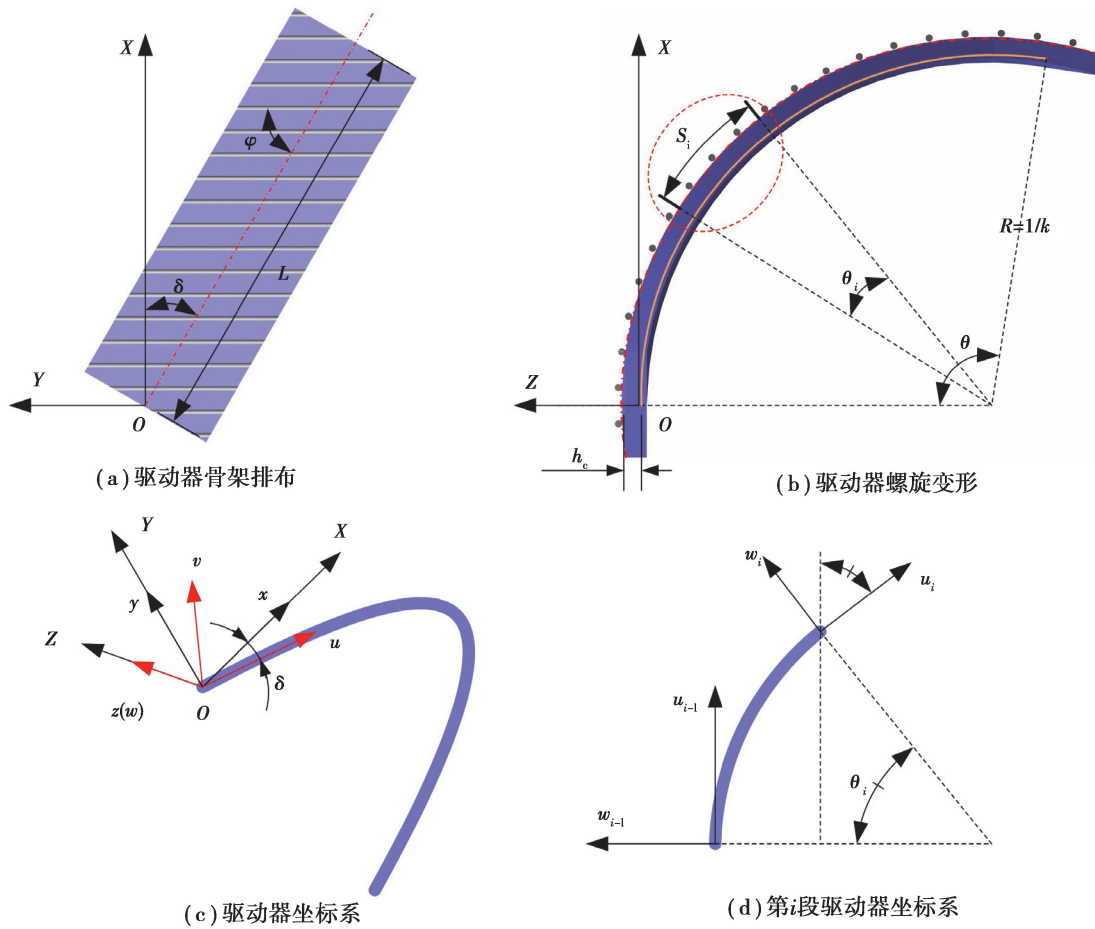 X
φ
L
δ
Y
O
(a)驱动器骨架排布
X
S_i
R=1/k
θ_i
θ
Z
O
h_c
(b)驱动器螺旋变形
Y
v
X
y
x
Z
u
δ
z(w)
O
(c)驱动器坐标系
w_i
u_i
u_{i-1}
θ_i
w_{i-1}
(d)第i段驱动器坐标系